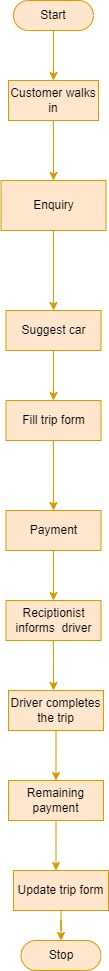 Start
Customer walks
in
Enquiry
Suggest car
Fill trip form
Payment
Reciptionist
informs driver
Driver completes
the trip
Remaining
payment
Update trip form
Stop